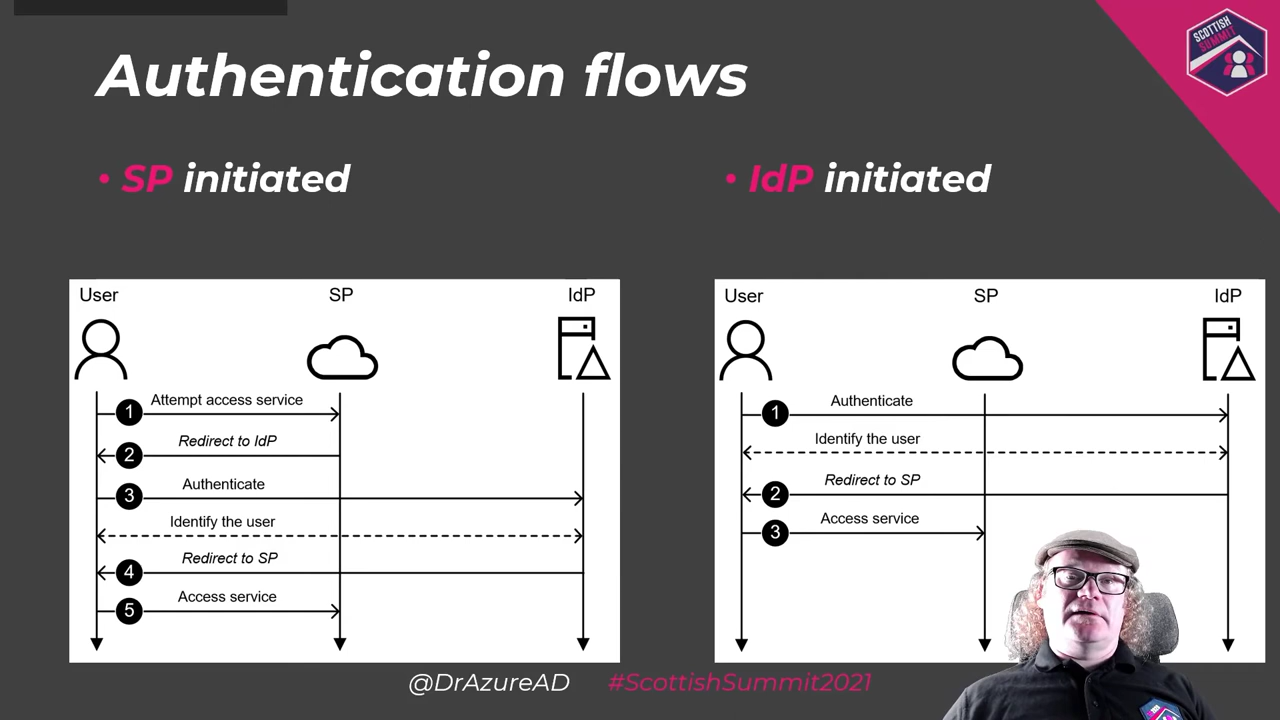 Authentication flows
SCOTTISH
SUMMIT
• SP initiated
User SP IdP
1 Attempt access service
2 Redirect to IdP
3 Authenticate
Identify the user
4 Redirect to SP
5 Access service
• IdP initiated
User SP IdP
1 Authenticate
Identify the user
2 Redirect to SP
3 Access service
@DrAzureAD #ScottishSummit2021